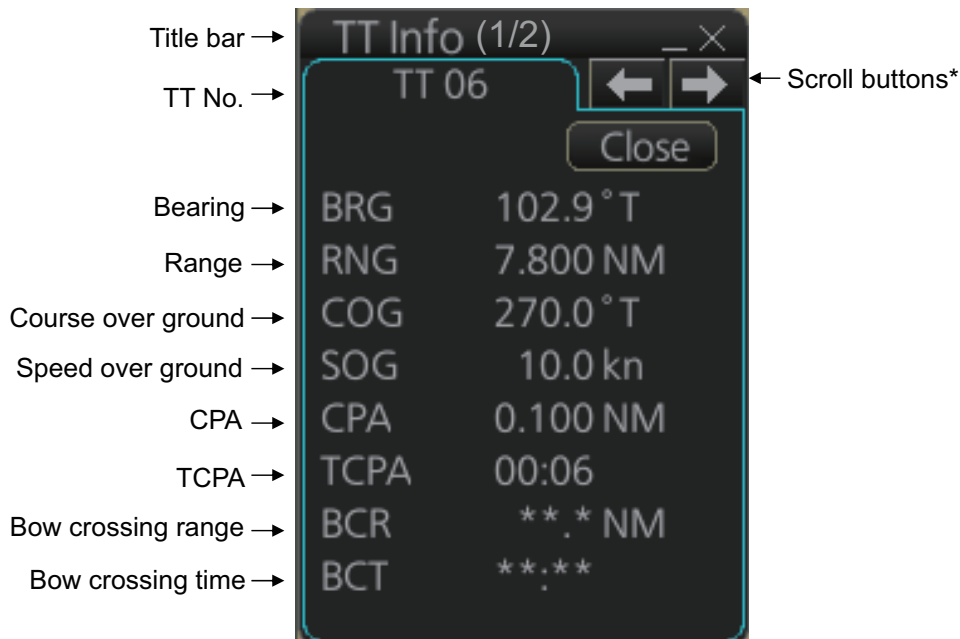 Title bar
TT Info (1/2)
TT No.
TT 06
Scroll buttons*
Close
Bearing
BRG 102.9°T
Range
RNG 7.800 NM
Course over ground
COG 270.0°T
Speed over ground
SOG 10.0 kn
CPA
CPA 0.100 NM
TCPA
TCPA 00:06
Bow crossing range
BCR **.* NM
Bow crossing time
BCT **:**